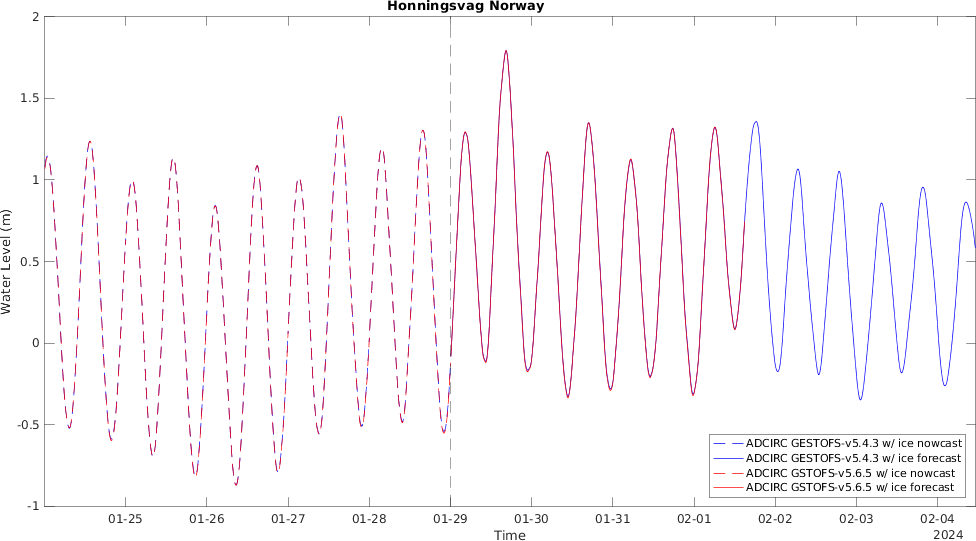 Honningsvag Norway
2
1.5
1
0.5
0
-0.5
-1
Water Level (m)
01-25 01-26 01-27 01-28 01-29 01-30 01-31 02-01 02-02 02-03 02-04
2024
Time
ADCIRC GESTOFS-v5.4.3 w/ ice nowcast
ADCIRC GESTOFS-v5.4.3 w/ ice forecast
ADCIRC GSTOFS-v5.6.5 w/ ice nowcast
ADCIRC GSTOFS-v5.6.5 w/ ice forecast